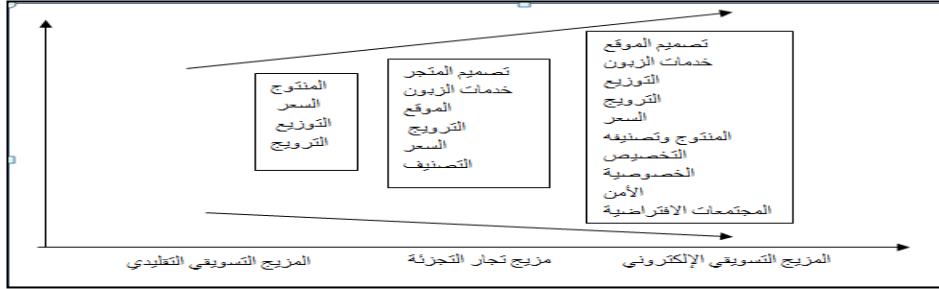 المنتوج
السعر
التوزيع
الترويج
تصميم المتجر
خدمات الزبون
الموقع
الترويج
السعر
التصنيف
تصميم الموقع
خدمات الزبون
التوزيع
الترويج
السعر
المنتوج وتصنيفه
التخصيص
الخصوصية
الأمن
المجتمعات الافتراضية
المزيج التسويقي التقليدي
مزيج تجار التجزئة
المزيج التسويقي الإلكتروني